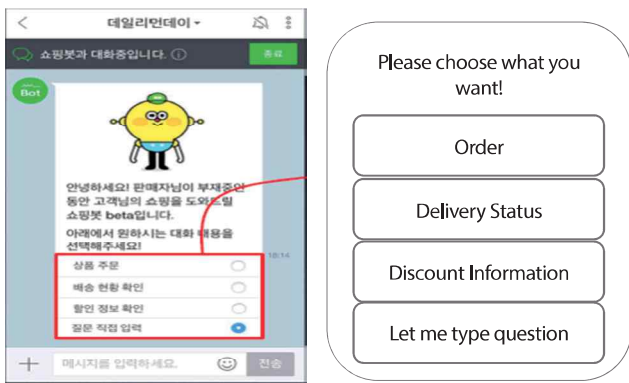 데일리먼데이
쇼핑봇과 대화중입니다.
종료
Bot
안녕하세요! 판매자님이 부재중인
동안 고객님의 쇼핑을 도와드릴
쇼핑봇 beta입니다.
아래에서 원하시는 대화 내용을
선택해주세요!
18:14
상품 주문
배송 현황 확인
할인 정보 확인
질문 직접 입력
메시지를 입력하세요.
전송
Please choose what you
want!
Order
Delivery Status
Discount Information
Let me type question